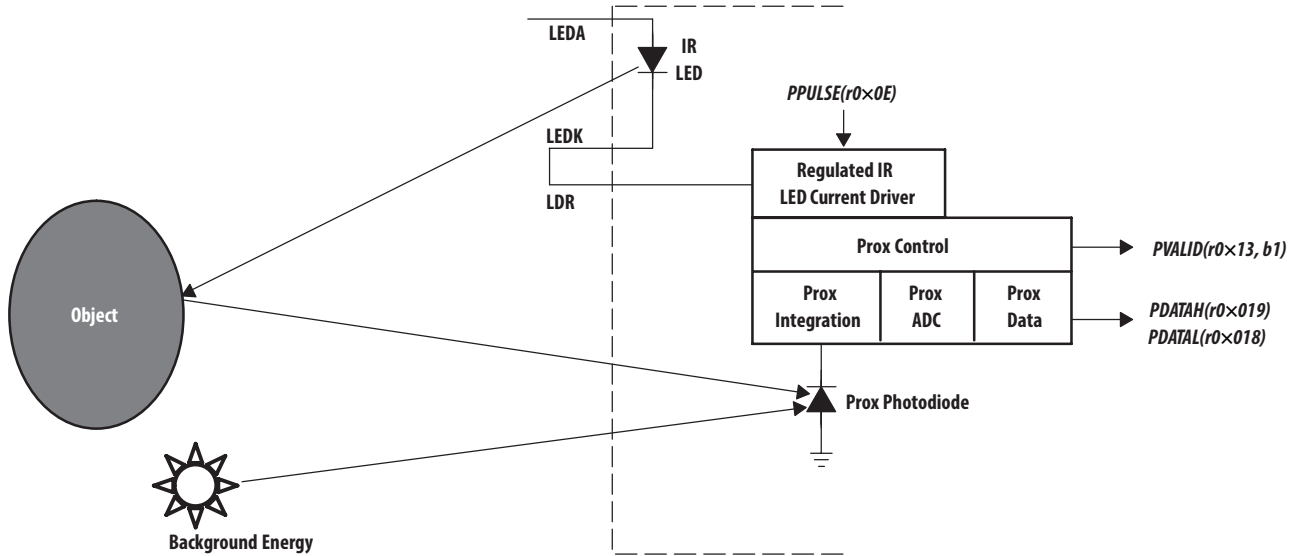 LEDA
IR
LED
PPULSE(r0×0E)
LEDK
LDR
Regulated IR
LED Current Driver
Prox Control
PVALID(r0×13, b1)
Prox
Integration
Prox
ADC
Prox
Data
PDATAH(r0×019)
PDATAL(r0×018)
Object
Prox Photodiode
Background Energy